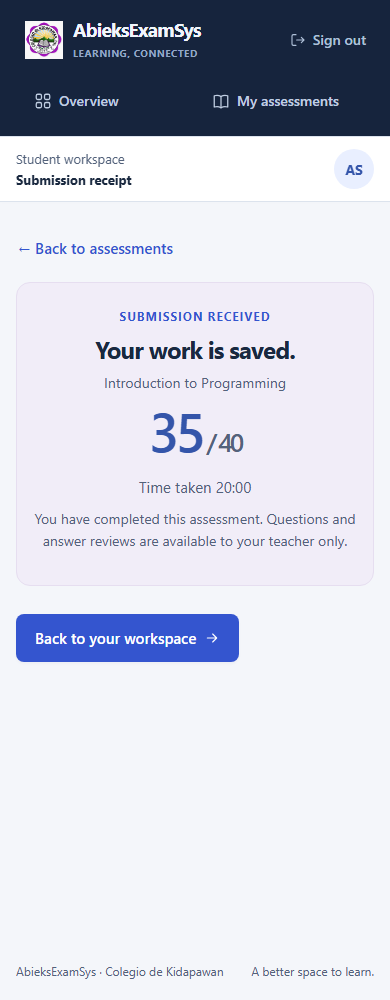 AbieksExamSys
LEARNING, CONNECTED
Sign out
Overview
My assessments
Student workspace
Submission receipt
AS
← Back to assessments
SUBMISSION RECEIVED
Your work is saved.
Introduction to Programming
35/40
Time taken 20:00
You have completed this assessment. Questions and
answer reviews are available to your teacher only.
Back to your workspace →
AbieksExamSys · Colegio de Kidapawan
A better space to learn.